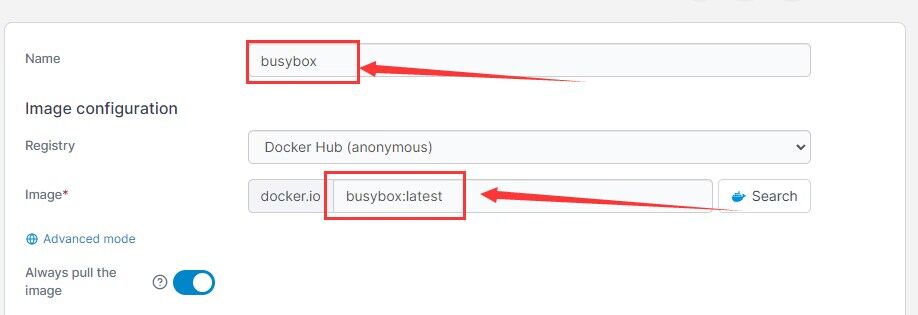 Name
busybox
Image configuration
Registry
Docker Hub (anonymous)
Image*
docker.io
busybox:latest
Search
Advanced mode
Always pull the
image
?